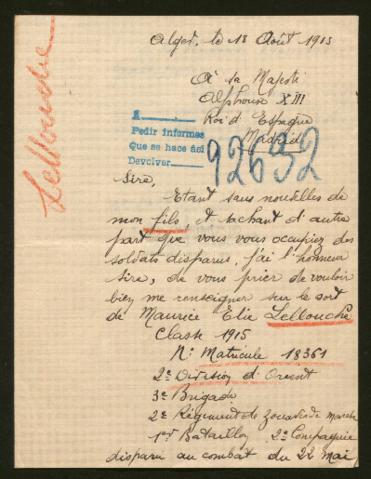 Lellouche
Alger, le 18 Août 1915
A Sa Majesté
Alphonse XIII
Roi d'Espagne
Madrid
A
Pedir informes
Que se hace así
Devolver
92632
Sire,
Etant sans nouvelles de
mon fils, et sachant d'autre
part que vous vous occupiez des
soldats disparus, j'ai l'honneur
Sire, de vous prier de vouloir
bien me renseigner sur le sort
de Maurice Elie Lellouche
Classe 1915
N° Matricule 18361
2e Division d'Orient
3e Brigade
2e Régiment de Zouaves de Marche
1er Bataillon 2e Compagnie
disparu au combat du 22 Mai